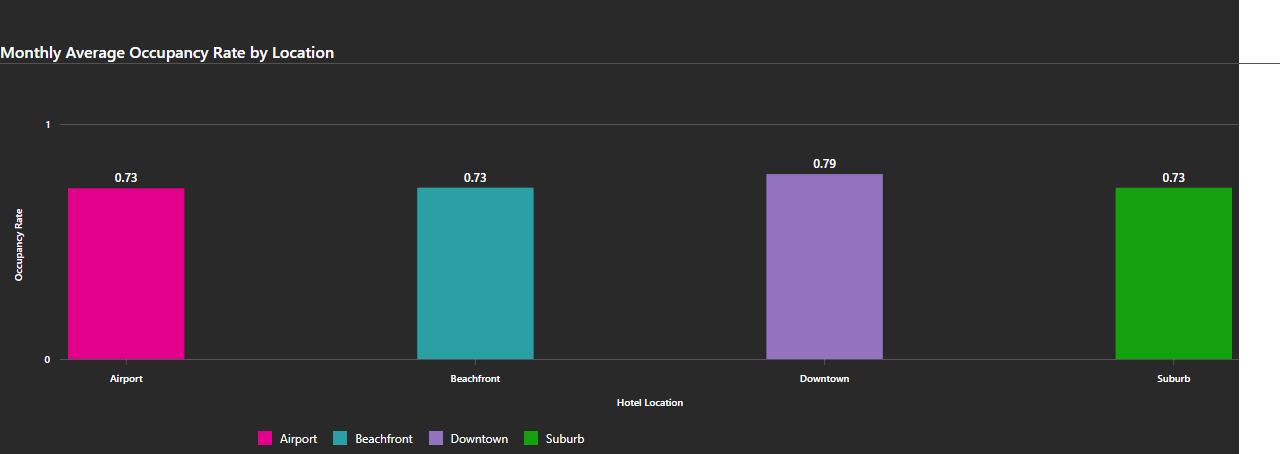 Monthly Average Occupancy Rate by Location
1
0.73
0.73
0.79
0.73
Occupancy Rate
0
Airport
Beachfront
Downtown
Suburb
Hotel Location
Airport
Beachfront
Downtown
Suburb